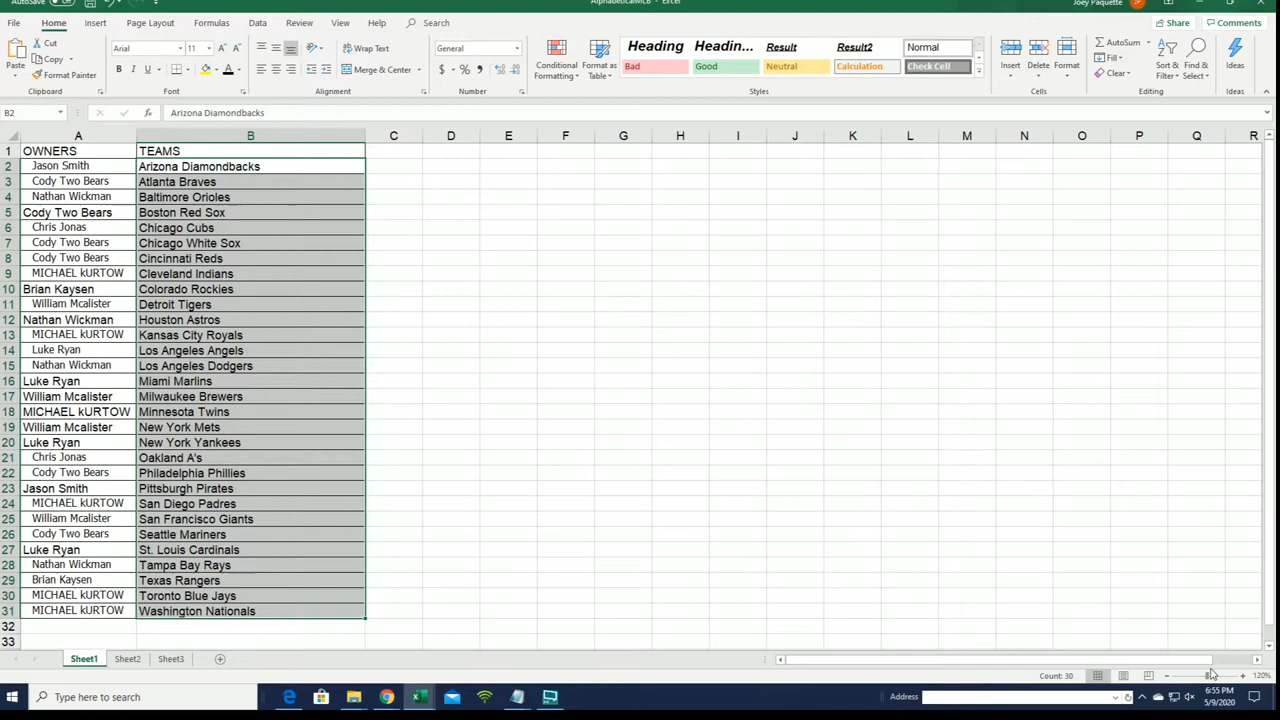 AutoSave Off AlphabeticalMLB - Excel Joey Paquette JP
File Home Insert Page Layout Formulas Data Review View Help Search Share Comments
Paste Cut Copy Format Painter Clipboard
Arial 11 A A B I U A Font
Wrap Text Merge & Center Alignment
General $ % Number
Conditional Formatting Format as Table
Heading Headin... Result Result2 Normal
Bad Good Neutral Calculation Check Cell
Styles
Insert Delete Format Cells
AutoSum Fill Clear Sort & Filter Find & Select Editing
Ideas Ideas
B2 fx Arizona Diamondbacks
A B C D E F G H I J K L M N O P Q R
1 OWNERS TEAMS
2 Jason Smith Arizona Diamondbacks
3 Cody Two Bears Atlanta Braves
4 Nathan Wickman Baltimore Orioles
5 Cody Two Bears Boston Red Sox
6 Chris Jonas Chicago Cubs
7 Cody Two Bears Chicago White Sox
8 Cody Two Bears Cincinnati Reds
9 MICHAEL kURTOW Cleveland Indians
10 Brian Kaysen Colorado Rockies
11 William Mcalister Detroit Tigers
12 Nathan Wickman Houston Astros
13 MICHAEL kURTOW Kansas City Royals
14 Luke Ryan Los Angeles Angels
15 Nathan Wickman Los Angeles Dodgers
16 Luke Ryan Miami Marlins
17 William Mcalister Milwaukee Brewers
18 MICHAEL kURTOW Minnesota Twins
19 William Mcalister New York Mets
20 Luke Ryan New York Yankees
21 Chris Jonas Oakland A's
22 Cody Two Bears Philadelphia Phillies
23 Jason Smith Pittsburgh Pirates
24 MICHAEL kURTOW San Diego Padres
25 William Mcalister San Francisco Giants
26 Cody Two Bears Seattle Mariners
27 Luke Ryan St. Louis Cardinals
28 Nathan Wickman Tampa Bay Rays
29 Brian Kaysen Texas Rangers
30 MICHAEL kURTOW Toronto Blue Jays
31 MICHAEL kURTOW Washington Nationals
32
33
Sheet1 Sheet2 Sheet3
Count: 30 120%
Type here to search Address 6:55 PM
5/9/2020